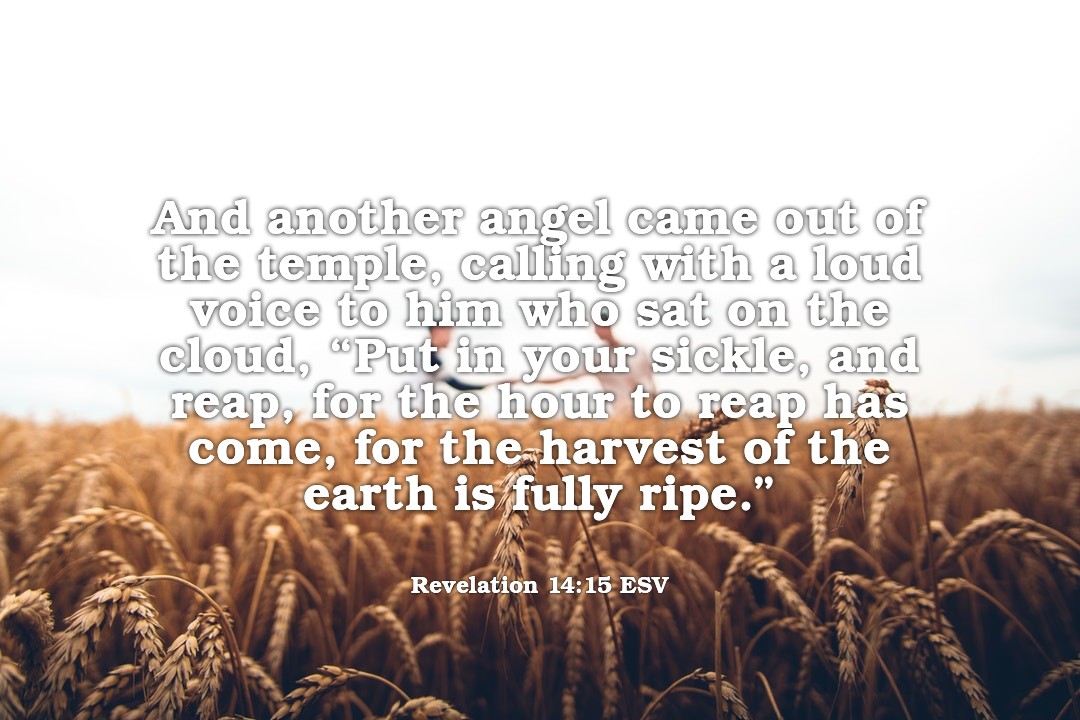 And another angel came out of
the temple, calling with a loud
voice to him who sat on the
cloud, “Put in your sickle, and
reap, for the hour to reap has
come, for the harvest of the
earth is fully ripe.”
Revelation 14:15 ESV